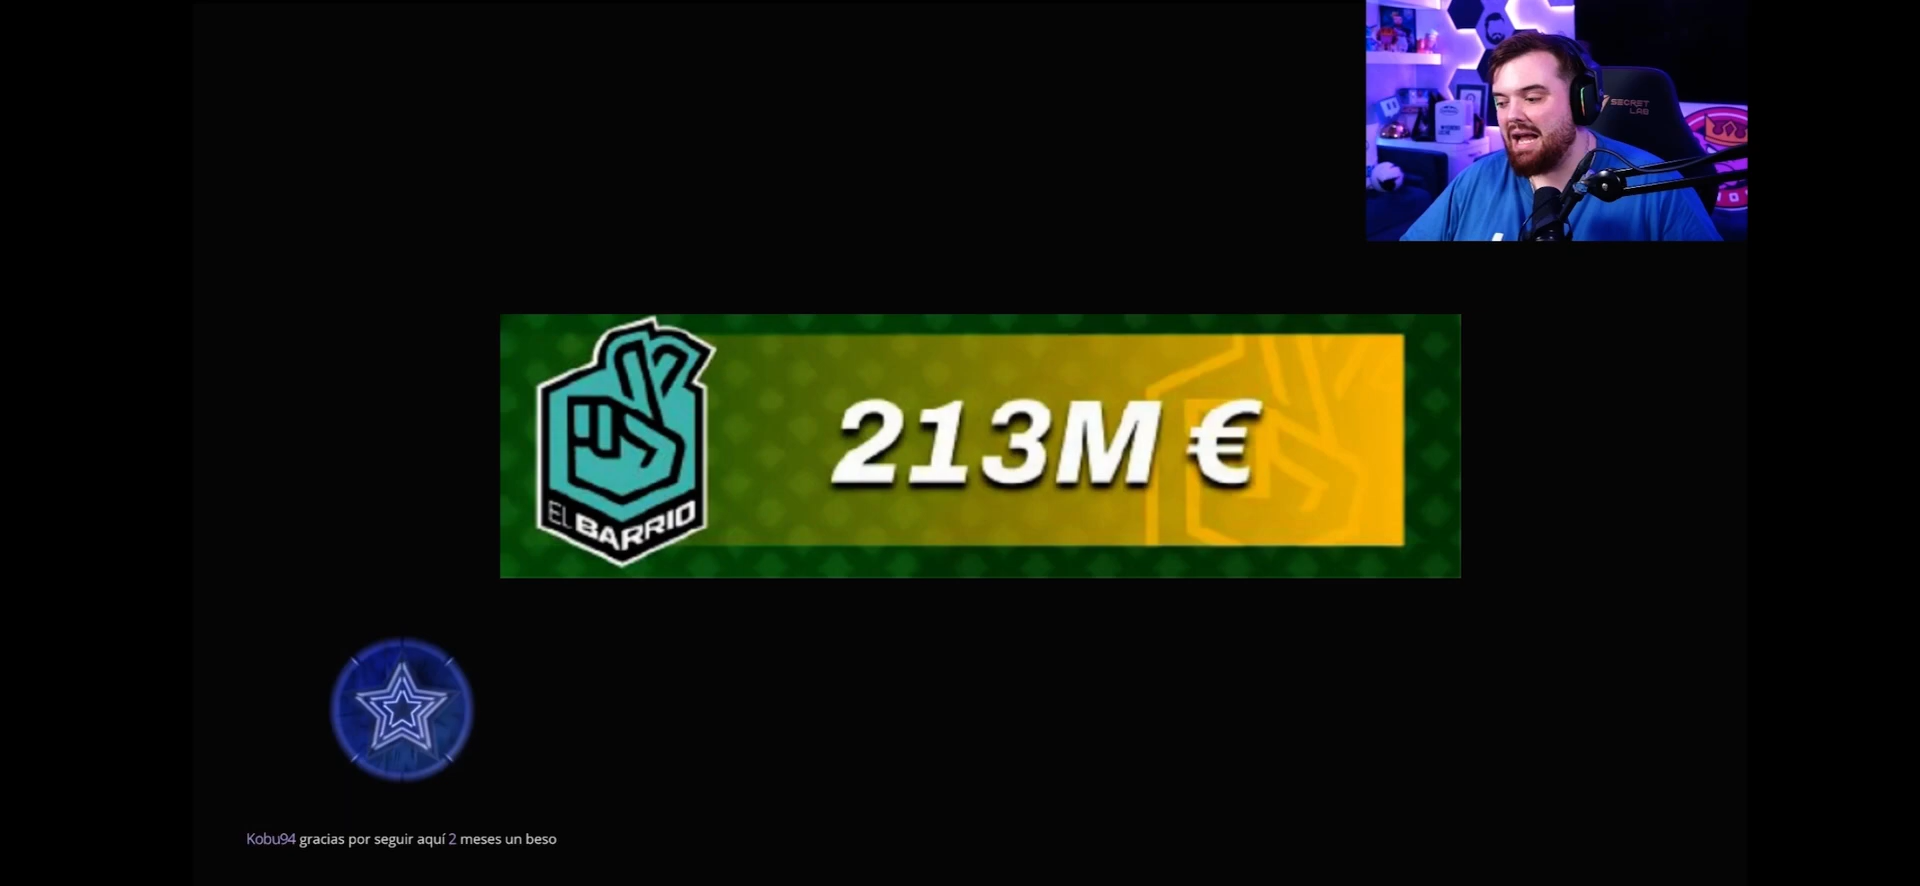 SECRET
LAB
213M €
EL BARRIO
Kobu94 gracias por seguir aquí 2 meses un beso